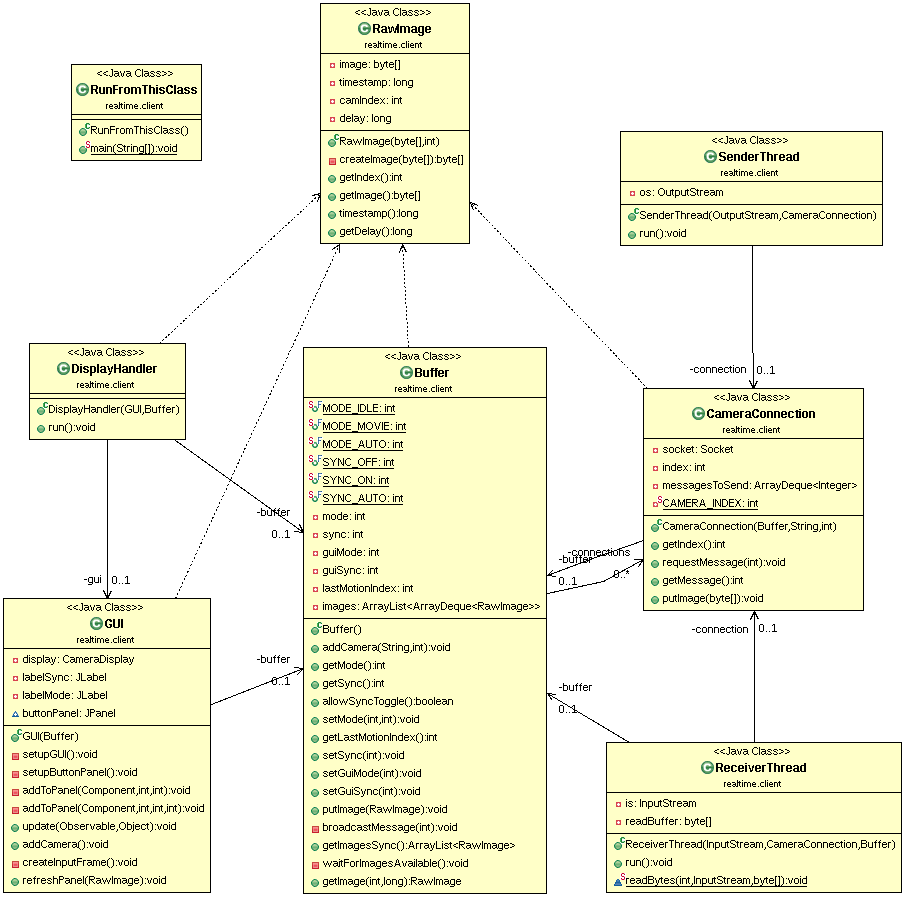 <<Java Class>>
RawImage
realtime.client
image: byte[]
timestamp: long
camIndex: int
delay: long
RawImage(byte[],int)
createImage(byte[]):byte[]
getIndex():int
getImage():byte[]
timestamp():long
getDelay():long
<<Java Class>>
RunFromThisClass
realtime.client
RunFromThisClass()
main(String[]):void
<<Java Class>>
SenderThread
realtime.client
os: OutputStream
SenderThread(OutputStream,CameraConnection)
run():void
-connection
0..1
<<Java Class>>
DisplayHandler
realtime.client
DisplayHandler(GUI,Buffer)
run():void
-buffer
0..1
-gui
0..1
<<Java Class>>
Buffer
realtime.client
MODE_IDLE: int
MODE_MOVIE: int
MODE_AUTO: int
SYNC_OFF: int
SYNC_ON: int
SYNC_AUTO: int
mode: int
sync: int
guiMode: int
guiSync: int
lastMotionIndex: int
images: ArrayList<ArrayDeque<RawImage>>
Buffer()
addCamera(String,int):void
getMode():int
getSync():int
allowSyncToggle():boolean
setMode(int,int):void
getLastMotionIndex():int
setSync(int):void
setGuiMode(int):void
setGuiSync(int):void
putImage(RawImage):void
broadcastMessage(int):void
getImagesSync():ArrayList<RawImage>
waitForImagesAvailable():void
getImage(int,long):RawImage
<<Java Class>>
CameraConnection
realtime.client
socket: Socket
index: int
messagesToSend: ArrayDeque<Integer>
CAMERA_INDEX: int
CameraConnection(Buffer,String,int)
getIndex():int
requestMessage(int):void
getMessage():int
putImage(byte[]):void
-connections
-buffer
0..1
0..*
<<Java Class>>
GUI
realtime.client
display: CameraDisplay
labelSync: JLabel
labelMode: JLabel
buttonPanel: JPanel
GUI(Buffer)
setupGUI():void
setupButtonPanel():void
addToPanel(Component,int,int):void
addToPanel(Component,int,int,int):void
update(Observable,Object):void
addCamera():void
createInputFrame():void
refreshPanel(RawImage):void
-buffer
0..1
-connection
0..1
-buffer
0..1
<<Java Class>>
ReceiverThread
realtime.client
is: InputStream
readBuffer: byte[]
ReceiverThread(InputStream,CameraConnection,Buffer)
run():void
readBytes(int,InputStream,byte[]):void